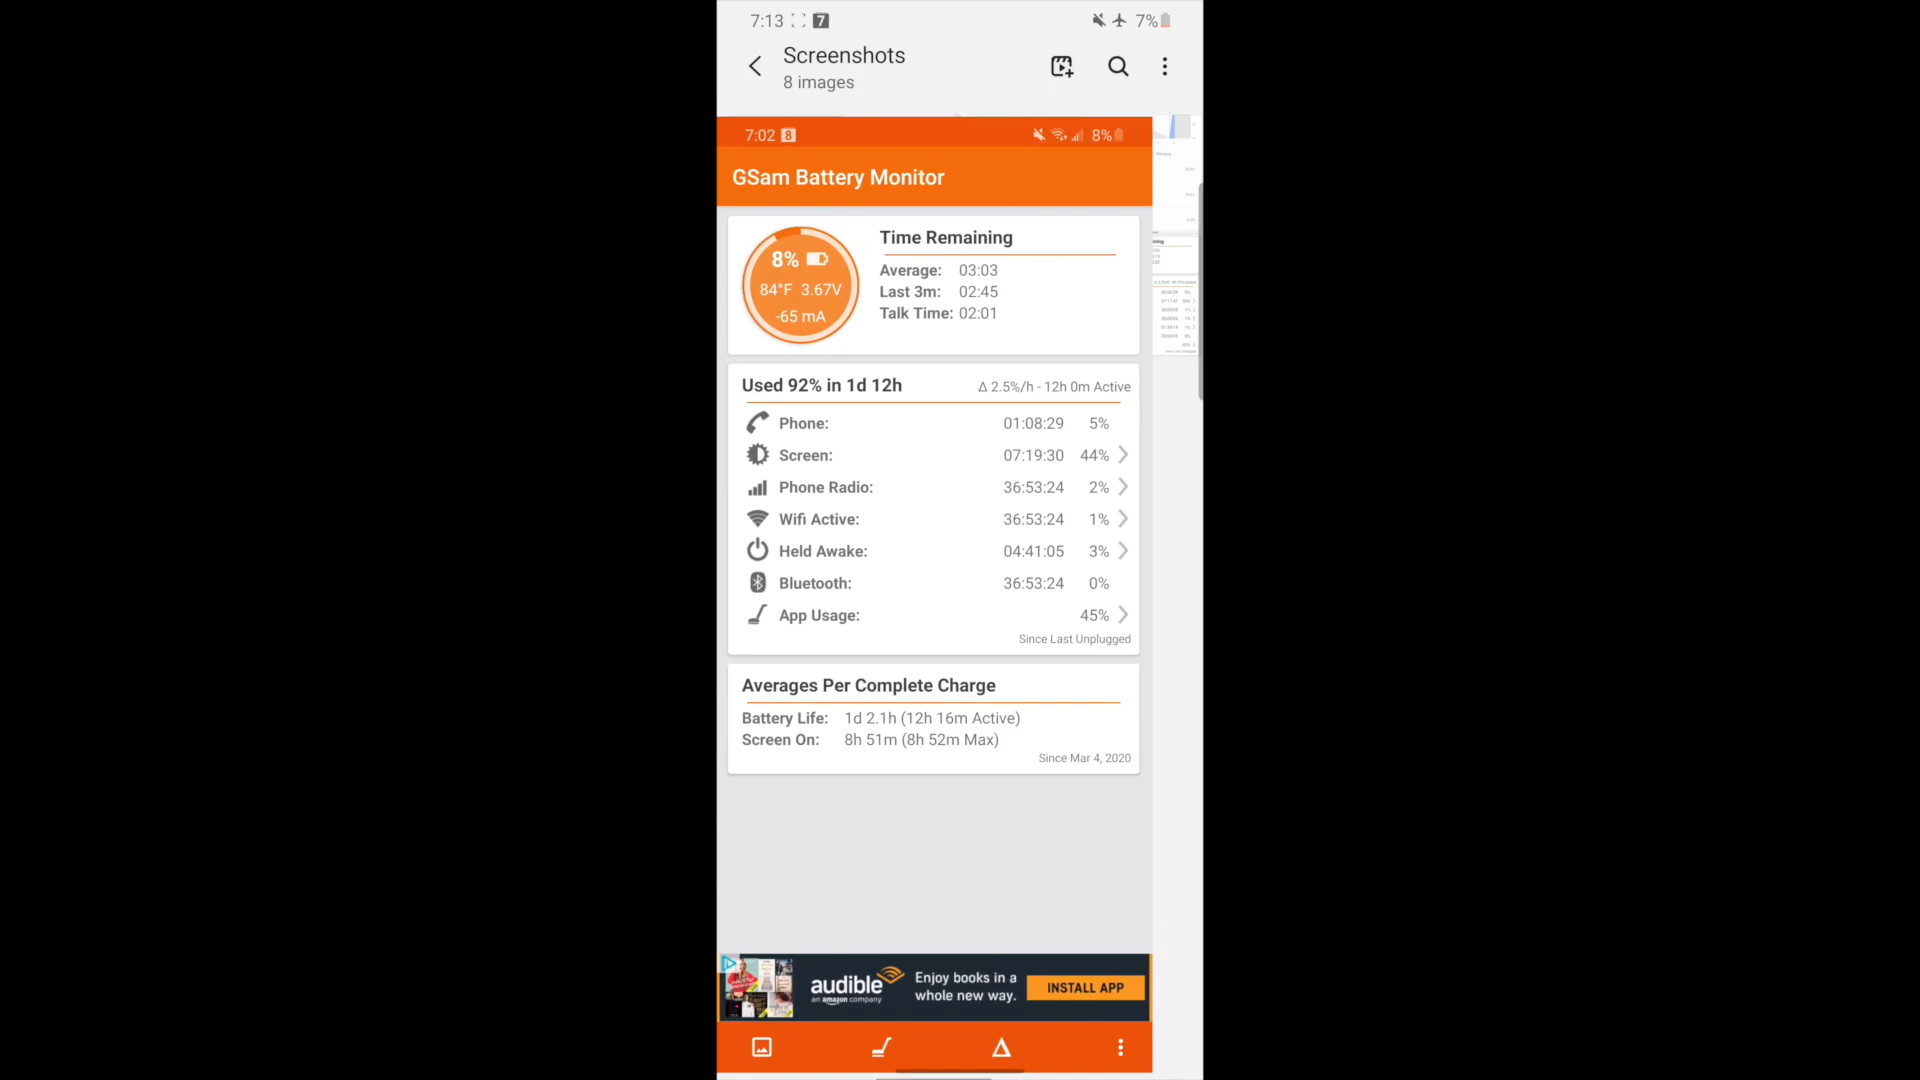 7:13 7 7%
Screenshots
8 images
7:02 8 8%
GSam Battery Monitor
8%
84°F 3.67V
-65 mA
Time Remaining
Average: 03:03
Last 3m: 02:45
Talk Time: 02:01
Used 92% in 1d 12h Δ 2.5%/h - 12h 0m Active
Phone: 01:08:29 5%
Screen: 07:19:30 44%
Phone Radio: 36:53:24 2%
Wifi Active: 36:53:24 1%
Held Awake: 04:41:05 3%
Bluetooth: 36:53:24 0%
App Usage: 45%
Since Last Unplugged
Averages Per Complete Charge
Battery Life: 1d 2.1h (12h 16m Active)
Screen On: 8h 51m (8h 52m Max)
Since Mar 4, 2020
audible
an amazon company
Enjoy books in a
whole new way.
INSTALL APP